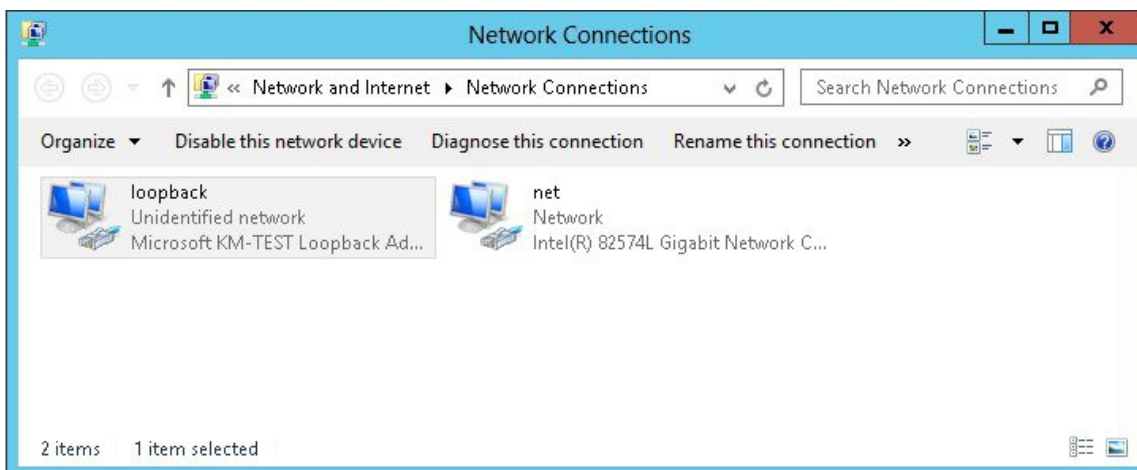 Network Connections
« Network and Internet ▸ Network Connections
Search Network Connections
Organize Disable this network device Diagnose this connection Rename this connection »
loopback
Unidentified network
Microsoft KM-TEST Loopback Ad...
net
Network
Intel(R) 82574L Gigabit Network C...
2 items 1 item selected